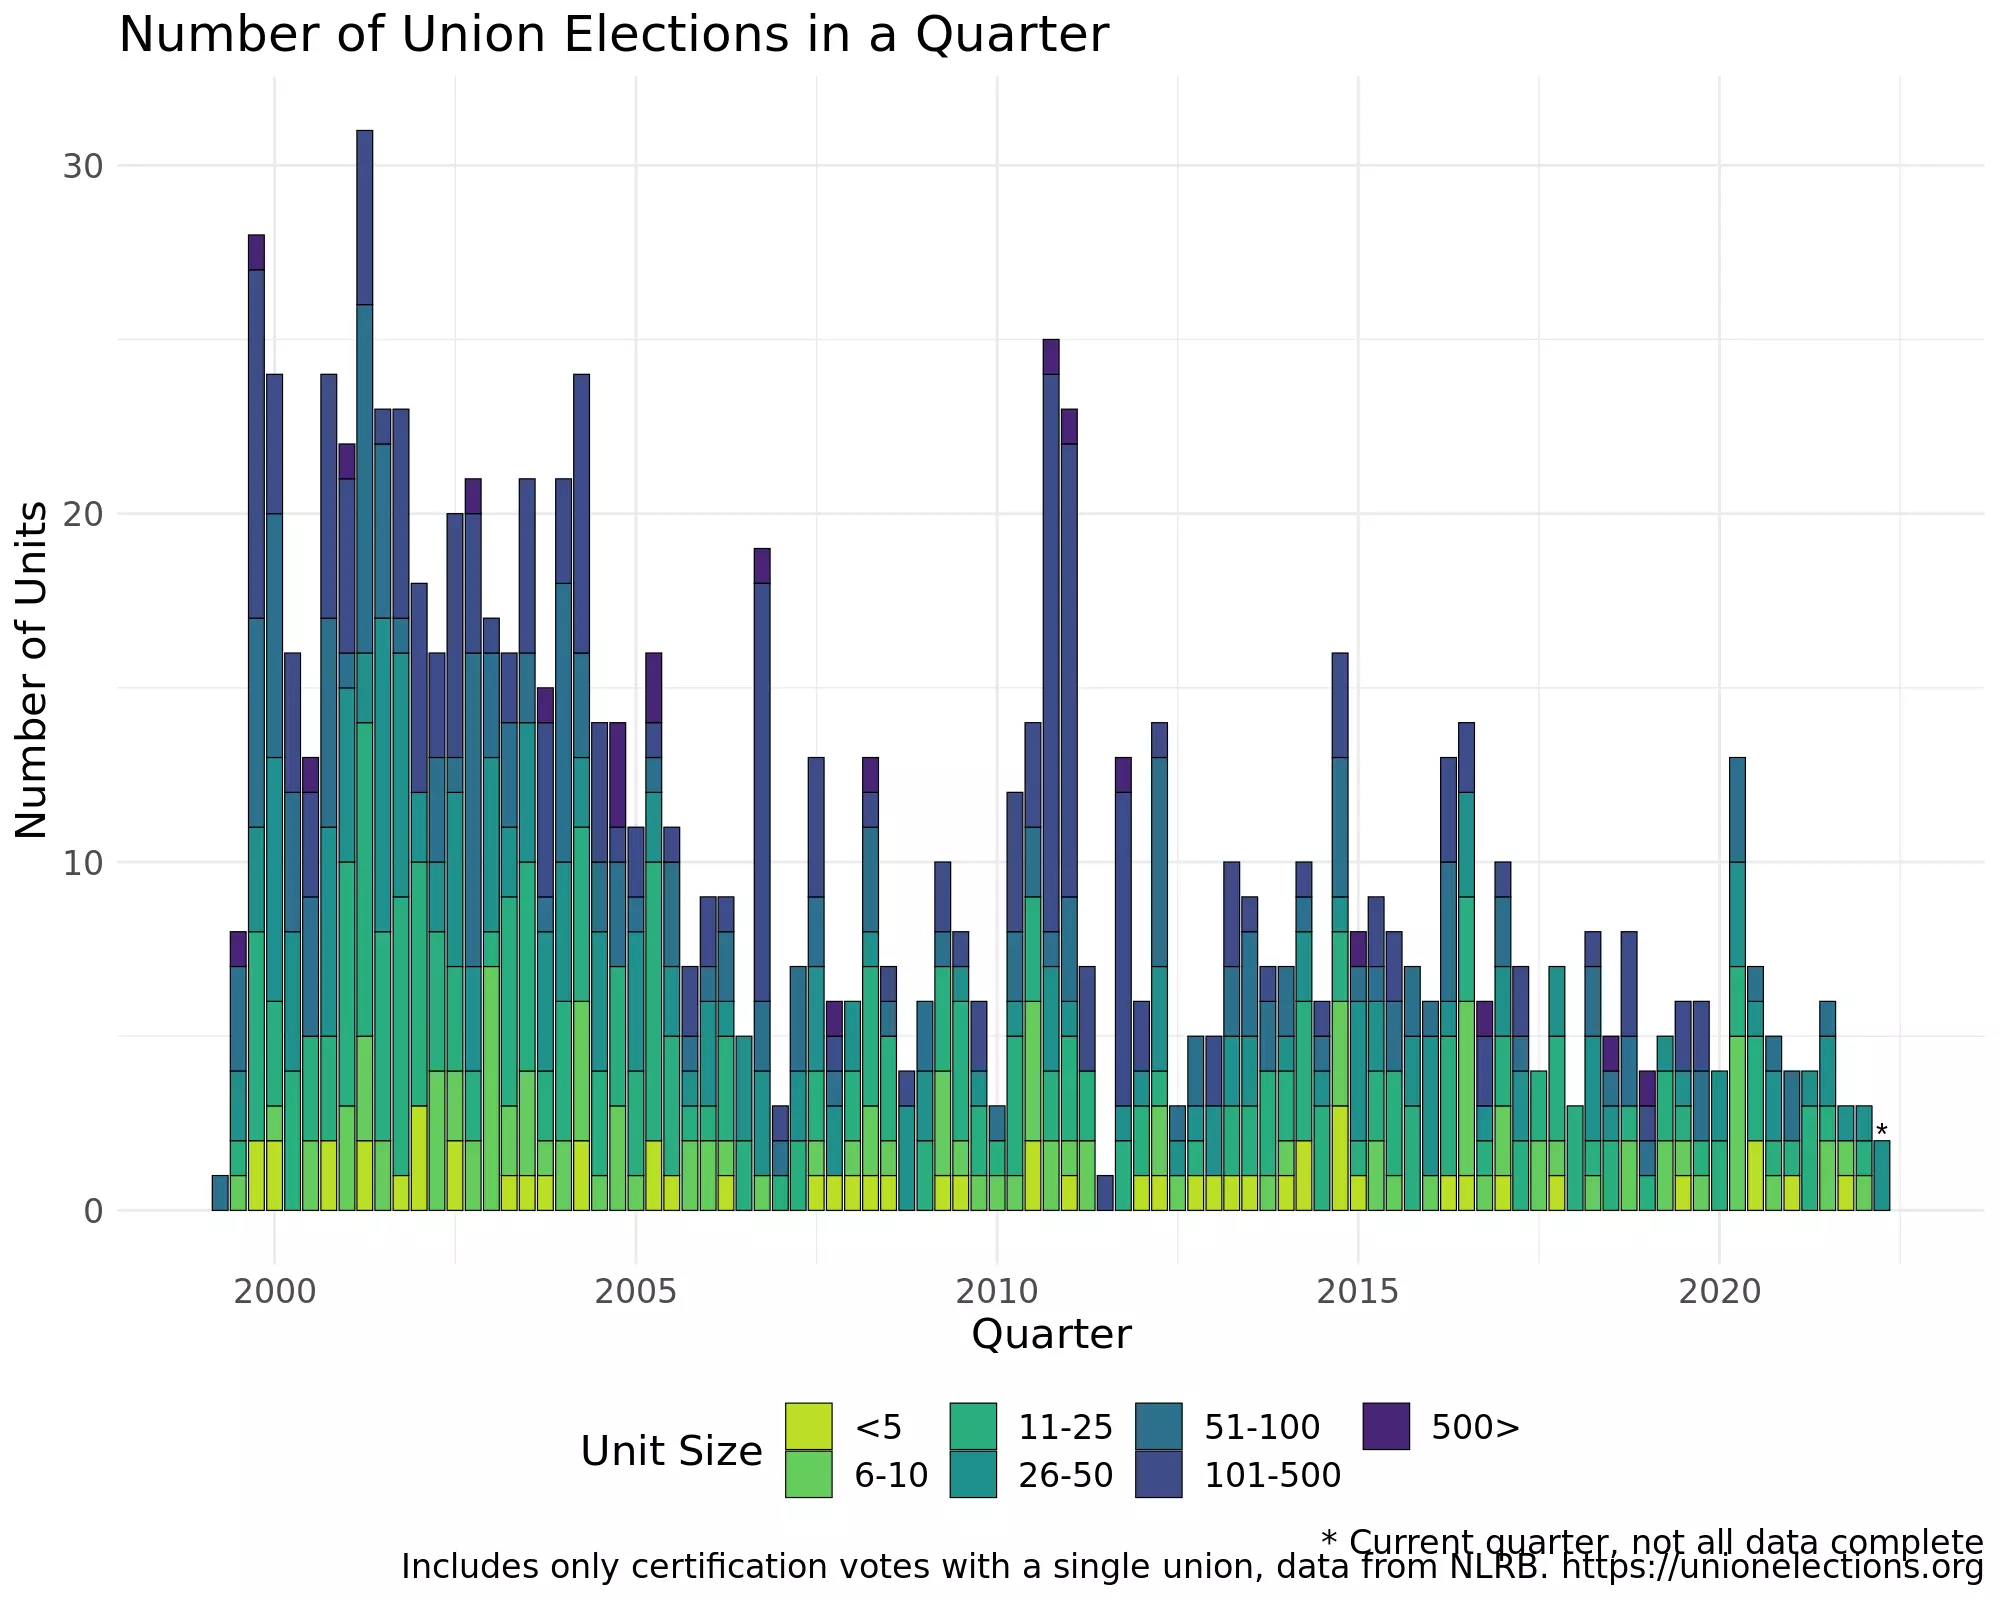 Number of Union Elections in a Quarter
Number of Units
30
20
10
0
*
2000 2005 2010 2015 2020
Quarter
Unit Size
<5 11-25 51-100 500>
6-10 26-50 101-500
* Current quarter, not all data complete
Includes only certification votes with a single union, data from NLRB. https://unionelections.org